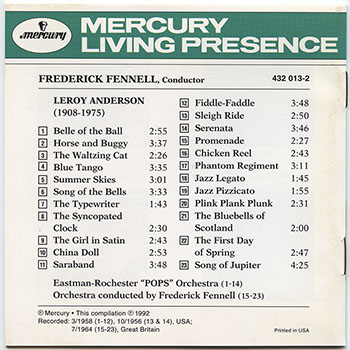 mercury
MERCURY
LIVING PRESENCE
FREDERICK FENNELL, Conductor 432 013-2
LEROY ANDERSON
(1908-1975)
1 Belle of the Ball 2:55
2 Horse and Buggy 3:37
3 The Waltzing Cat 2:26
4 Blue Tango 3:35
5 Summer Skies 3:01
6 Song of the Bells 3:33
7 The Typewriter 1:43
8 The Syncopated
Clock 2:30
9 The Girl in Satin 2:43
10 China Doll 2:53
11 Saraband 3:48
12 Fiddle-Faddle 3:48
13 Sleigh Ride 2:50
14 Serenata 3:46
15 Promenade 2:27
16 Chicken Reel 2:43
17 Phantom Regiment 3:11
18 Jazz Legato 1:45
19 Jazz Pizzicato 1:55
20 Plink Plank Plunk 2:31
21 The Bluebells of
Scotland 2:00
22 The First Day
of Spring 2:47
23 Song of Jupiter 4:25
Eastman-Rochester "POPS" Orchestra (1-14)
Orchestra conducted by Frederick Fennell (15-23)
℗ Mercury • This compilation ℗ 1992
Recorded: 3/1958 (1-12), 10/1956 (13 & 14), USA;
7/1964 (15-23), Great Britain
Printed in USA